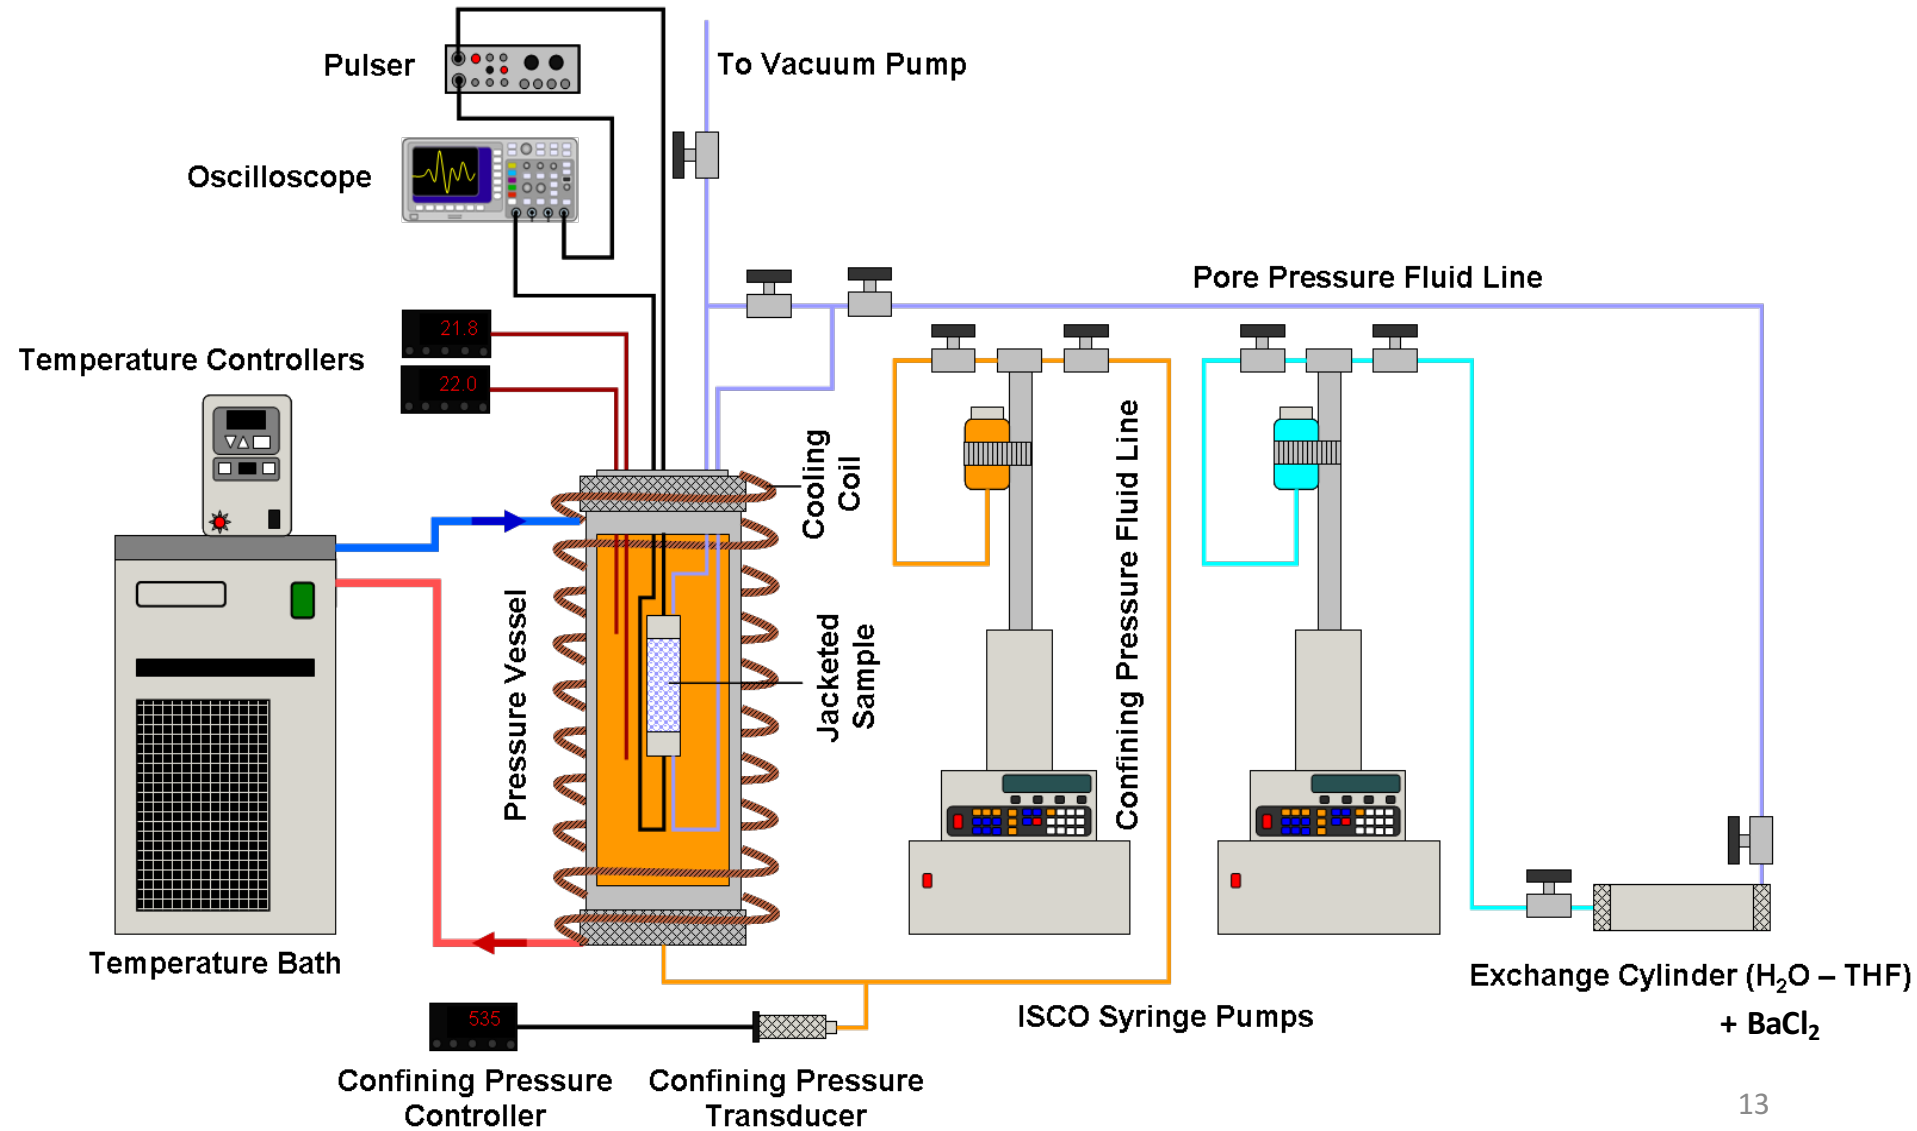 Pulser
To Vacuum Pump
Oscilloscope
Pore Pressure Fluid Line
21.8
Temperature Controllers
22.0
Cooling
Coil
Confining Pressure Fluid Line
Pressure Vessel
Jacketed
Sample
Temperature Bath
Exchange Cylinder (H₂O – THF)
+ BaCl₂
ISCO Syringe Pumps
535
Confining Pressure
Controller
Confining Pressure
Transducer
13